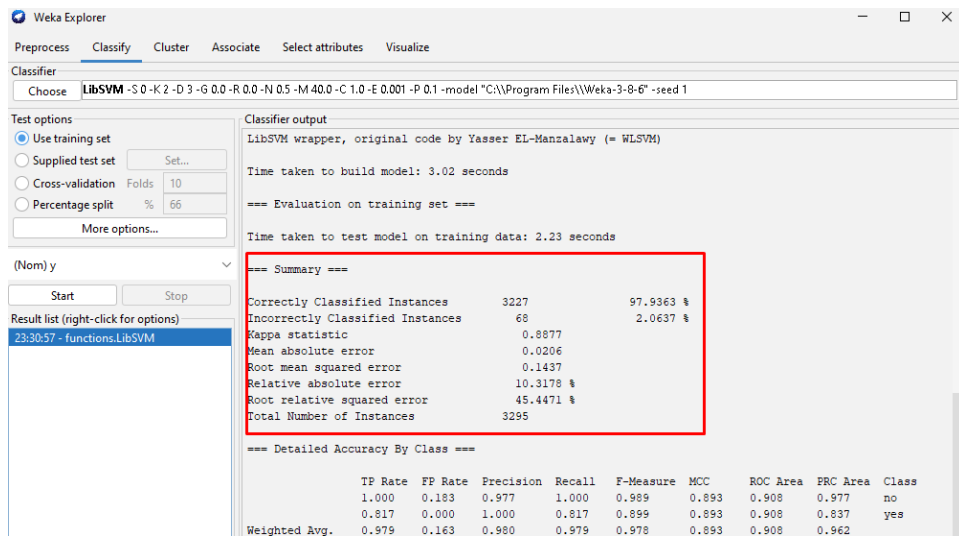 Weka Explorer
Preprocess Classify Cluster Associate Select attributes Visualize
Classifier
Choose LibSVM -S 0 -K 2 -D 3 -G 0.0 -R 0.0 -N 0.5 -M 40.0 -C 1.0 -E 0.001 -P 0.1 -model "C:\\Program Files\\Weka-3-8-6" -seed 1
Test options
Use training set
Supplied test set Set...
Cross-validation Folds 10
Percentage split % 66
More options...
(Nom) y
Start Stop
Result list (right-click for options)
23:30:57 - functions.LibSVM
Classifier output
LibSVM wrapper, original code by Yasser EL-Manzalawy (= WLSVM)
Time taken to build model: 3.02 seconds
=== Evaluation on training set ===
Time taken to test model on training data: 2.23 seconds
=== Summary ===
Correctly Classified Instances 3227 97.9363 %
Incorrectly Classified Instances 68 2.0637 %
Kappa statistic 0.8877
Mean absolute error 0.0206
Root mean squared error 0.1437
Relative absolute error 10.3178 %
Root relative squared error 45.4471 %
Total Number of Instances 3295
=== Detailed Accuracy By Class ===
TP Rate FP Rate Precision Recall F-Measure MCC ROC Area PRC Area Class
1.000 0.183 0.977 1.000 0.989 0.893 0.908 0.977 no
0.817 0.000 1.000 0.817 0.899 0.893 0.908 0.837 yes
Weighted Avg. 0.979 0.163 0.980 0.979 0.978 0.893 0.908 0.962